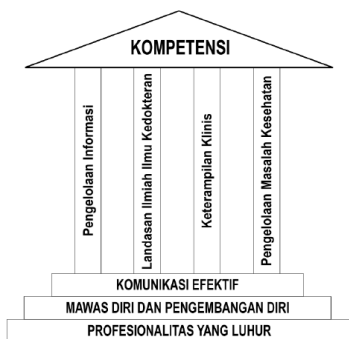 KOMPETENSI
Pengelolaan Informasi
Landasan Ilmiah Ilmu Kedokteran
Keterampilan Klinis
Pengelolaan Masalah Kesehatan
KOMUNIKASI EFEKTIF
MAWAS DIRI DAN PENGEMBANGAN DIRI
PROFESIONALITAS YANG LUHUR